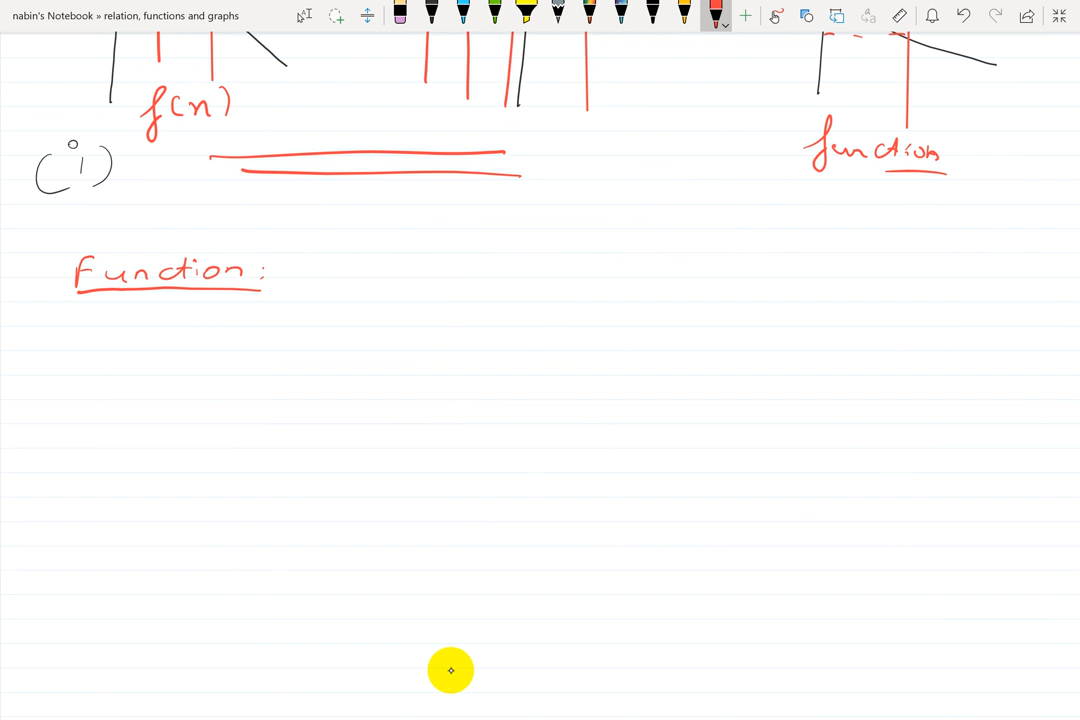 nabin's Notebook » relation, functions and graphs
f(n)
function
(i)
Function: